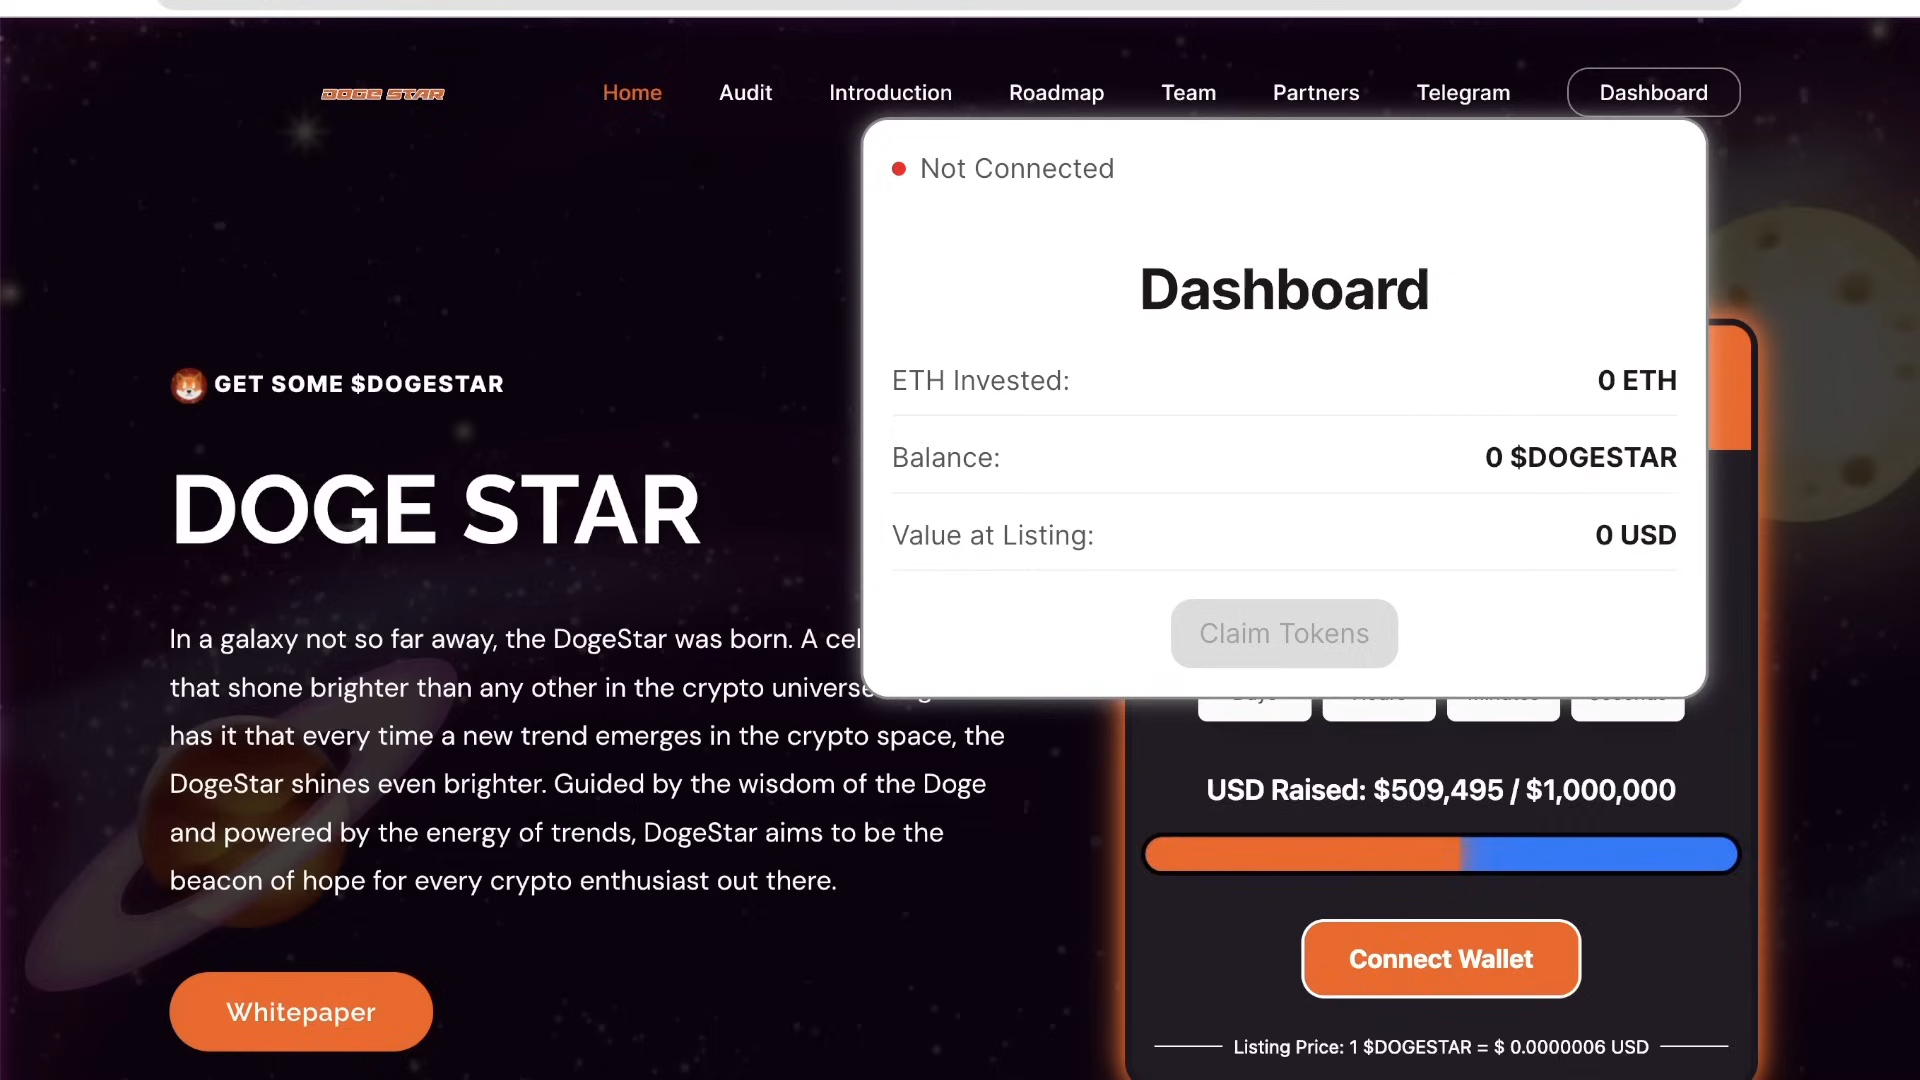 DOGE STAR
Home
Audit
Introduction
Roadmap
Team
Partners
Telegram
Dashboard
Not Connected
Dashboard
ETH Invested: 0 ETH
Balance: 0 $DOGESTAR
Value at Listing: 0 USD
Claim Tokens
GET SOME $DOGESTAR
DOGE STAR
In a galaxy not so far away, the DogeStar was born. A cel
that shone brighter than any other in the crypto universe
has it that every time a new trend emerges in the crypto space, the
DogeStar shines even brighter. Guided by the wisdom of the Doge
and powered by the energy of trends, DogeStar aims to be the
beacon of hope for every crypto enthusiast out there.
Whitepaper
USD Raised: $509,495 / $1,000,000
Connect Wallet
Listing Price: 1 $DOGESTAR = $ 0.0000006 USD